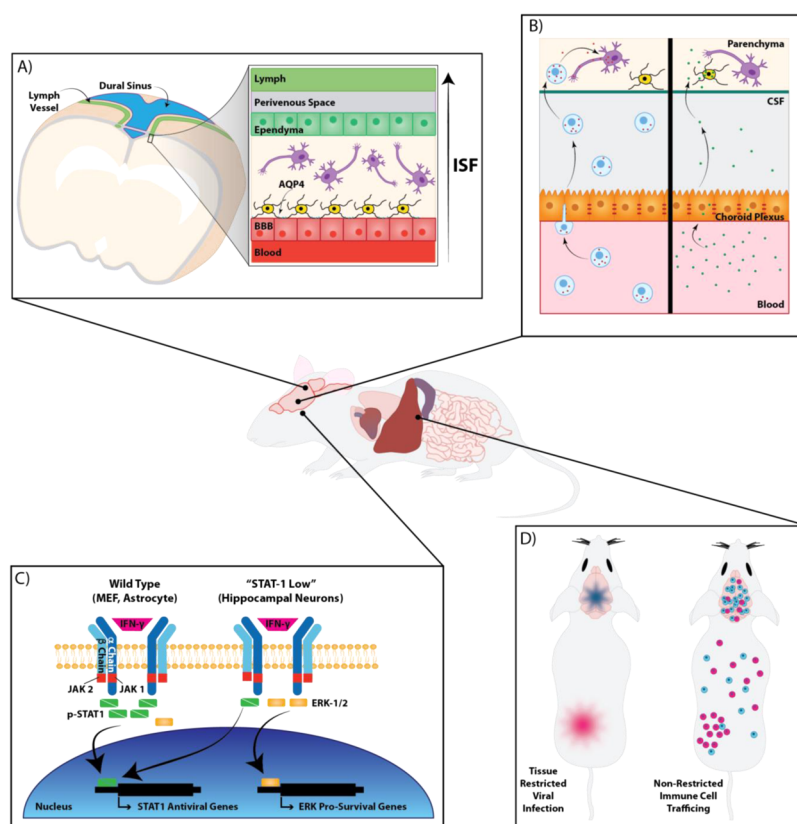 A)
Lymph
Vessel
Dural Sinus
Lymph
Perivenous Space
Ependyma
AQP4
BBB
Blood
ISF
B)
Parenchyma
CSF
Choroid Plexus
Blood
C)
Wild Type
(MEF, Astrocyte)
"STAT-1 Low"
(Hippocampal Neurons)
IFN-γ
IFN-γ
β Chain
α Chain
JAK 2
JAK 1
p-STAT1
ERK-1/2
Nucleus
STAT1 Antiviral Genes
ERK Pro-Survival Genes
D)
Tissue
Restricted
Viral
Infection
Non-Restricted
Immune Cell
Trafficing